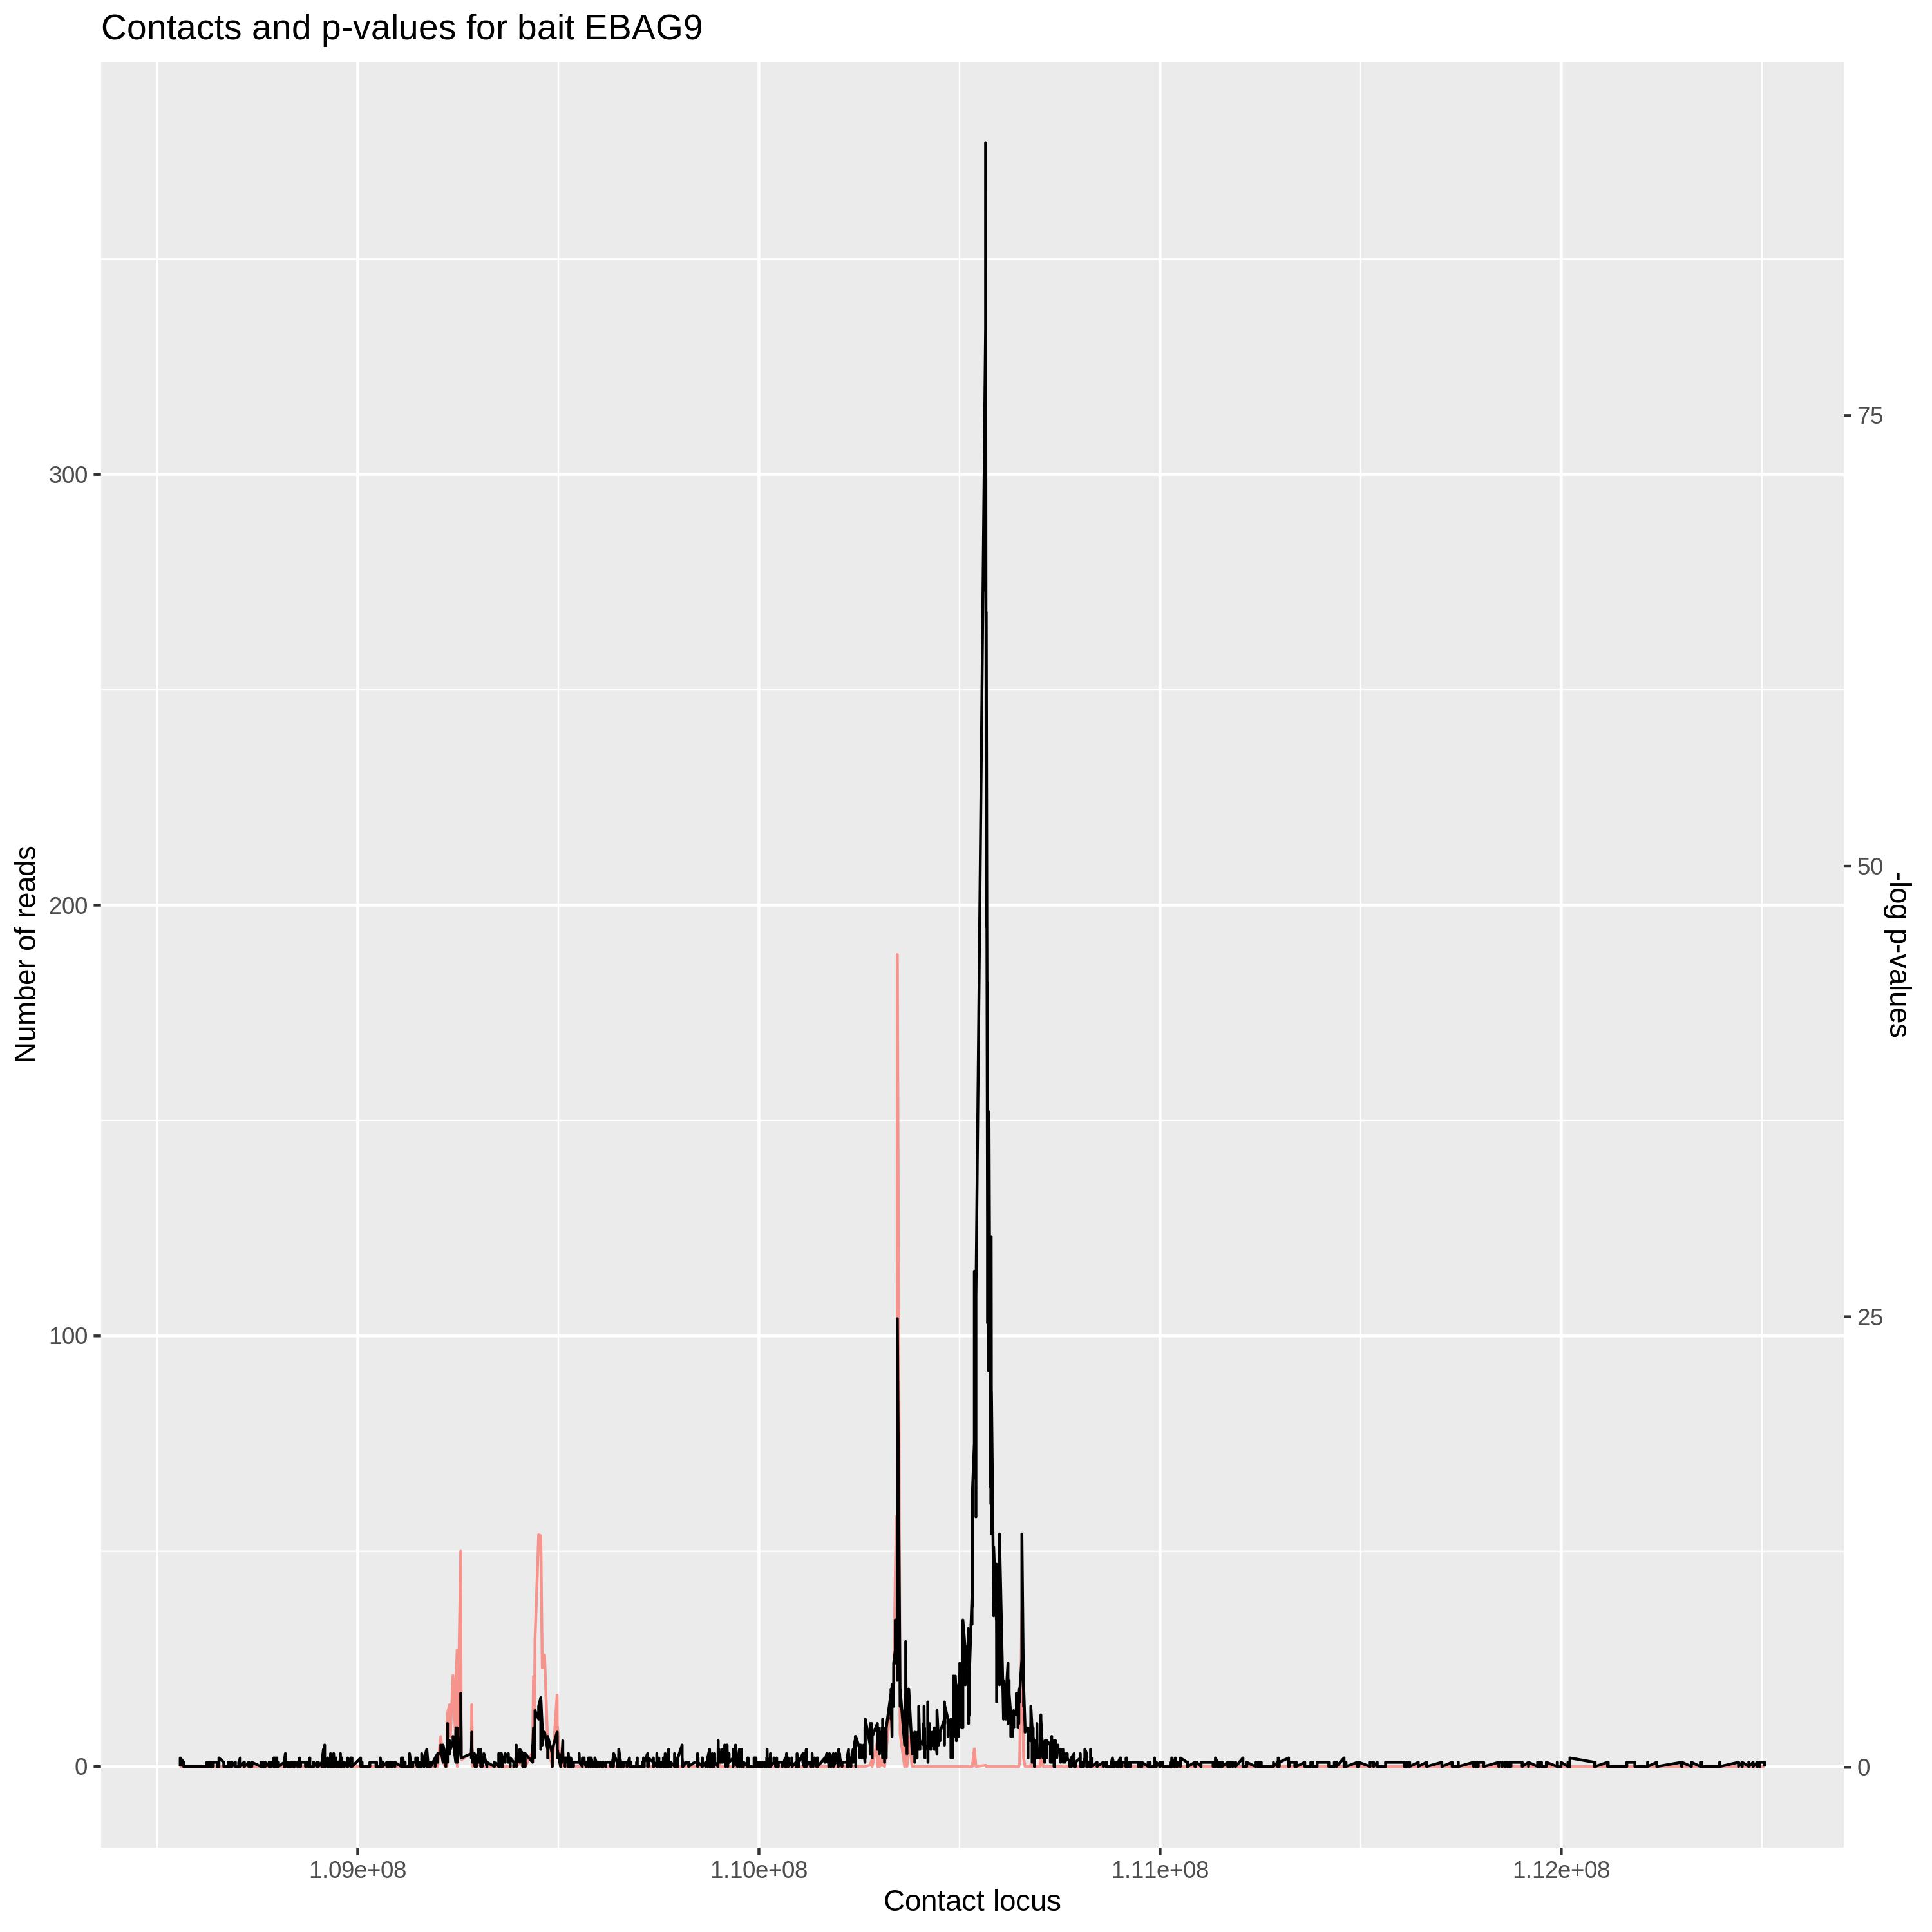 Contacts and p-values for bait EBAG9
Number of reads
300
200
100
0
75
50
25
0
-log p-values
1.09e+08
1.10e+08
1.11e+08
1.12e+08
Contact locus